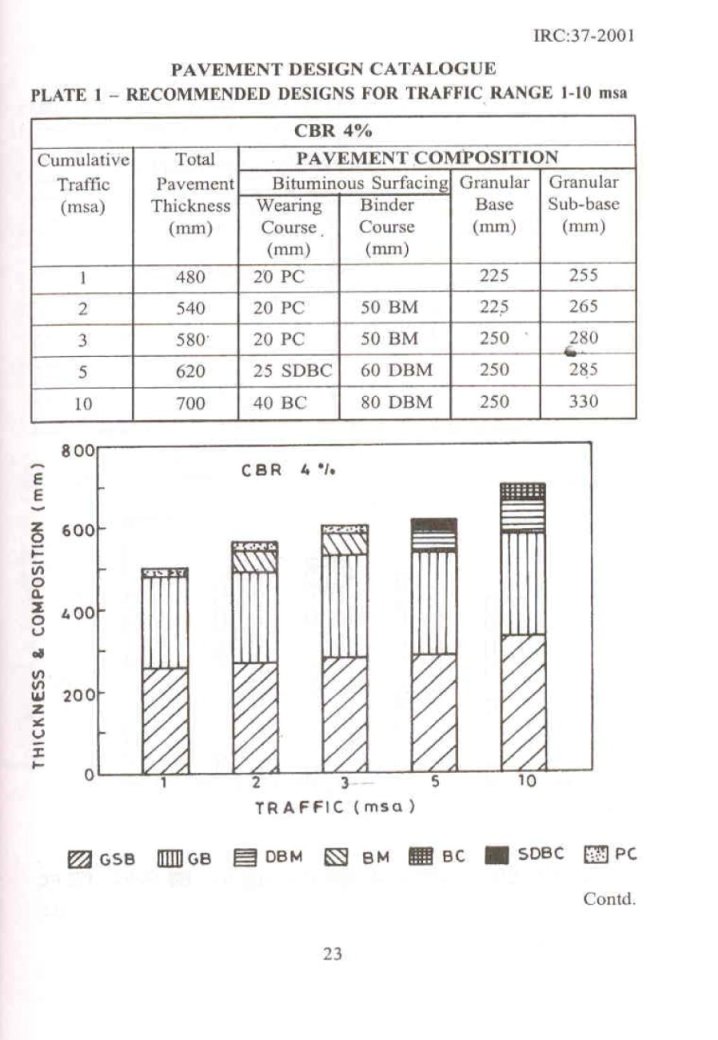 IRC:37-2001
PAVEMENT DESIGN CATALOGUE
PLATE 1 – RECOMMENDED DESIGNS FOR TRAFFIC RANGE 1-10 msa
CBR 4%
Cumulative Traffic (msa) Total Pavement Thickness (mm) PAVEMENT COMPOSITION
Bituminous Surfacing Granular Base (mm) Granular Sub-base (mm)
Wearing Course (mm) Binder Course (mm)
1 480 20 PC 225 255
2 540 20 PC 50 BM 225 265
3 580 20 PC 50 BM 250 280
5 620 25 SDBC 60 DBM 250 285
10 700 40 BC 80 DBM 250 330
CBR 4 %
THICKNESS & COMPOSITION (mm)
800
600
400
200
0
1 2 3 5 10
TRAFFIC (msa)
GSB GB DBM BM BC SDBC PC
Contd.
23